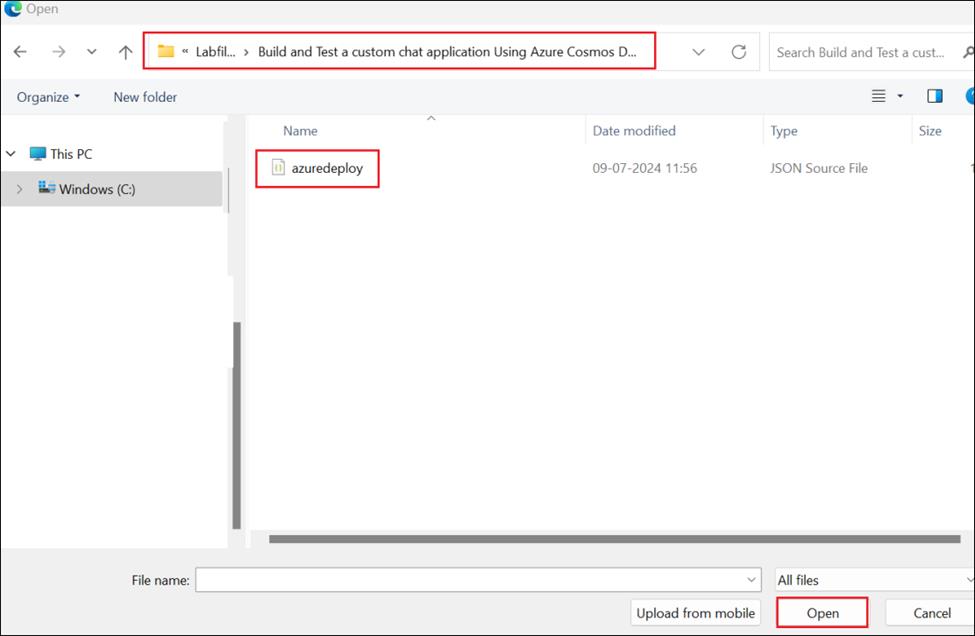 Open
« Labfil... › Build and Test a custom chat application Using Azure Cosmos D...
Search Build and Test a cust...
Organize
New folder
Name
Date modified
Type
Size
This PC
Windows (C:)
azuredeploy
09-07-2024 11:56
JSON Source File
1
File name:
All files
Upload from mobile
Open
Cancel